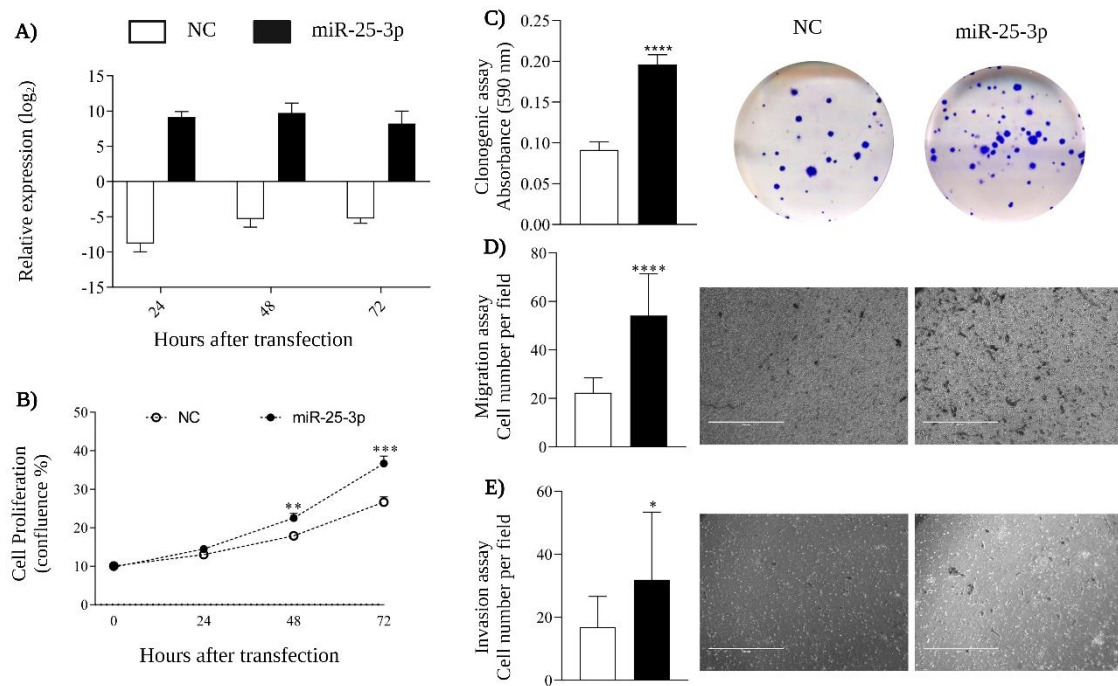 A)
NC
miR-25-3p
Relative expression (log₂)
15
10
5
0
-5
-10
-15
24
48
72
Hours after transfection
B)
NC
miR-25-3p
Cell Proliferation
(confluence %)
50
40
30
20
10
0
**
***
0
24
48
72
Hours after transfection
C)
Clonogenic assay
Absorbance (590 nm)
0.20
0.15
0.10
0.05
0.00
****
NC
miR-25-3p
D)
Migration assay
Cell number per field
80
60
40
20
0
****
E)
Invasion assay
Cell number per field
60
40
20
0
*